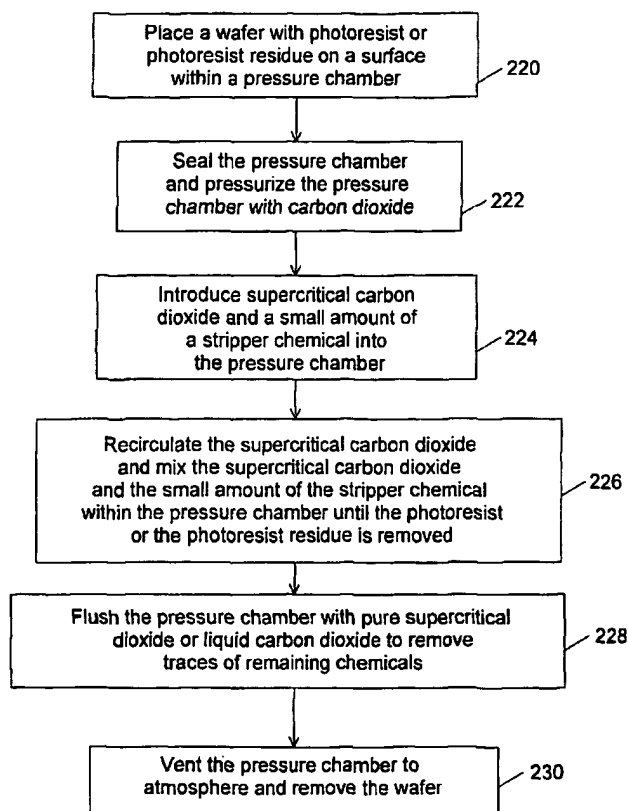 Place a wafer with photoresist or
photoresist residue on a surface
within a pressure chamber
220
Seal the pressure chamber
and pressurize the pressure
chamber with carbon dioxide
222
Introduce supercritical carbon
dioxide and a small amount of
a stripper chemical into
the pressure chamber
224
Recirculate the supercritical carbon dioxide
and mix the supercritical carbon dioxide
and the small amount of the stripper chemical
within the pressure chamber until the photoresist
or the photoresist residue is removed
226
Flush the pressure chamber with pure supercritical
dioxide or liquid carbon dioxide to remove
traces of remaining chemicals
228
Vent the pressure chamber to
atmosphere and remove the wafer
230